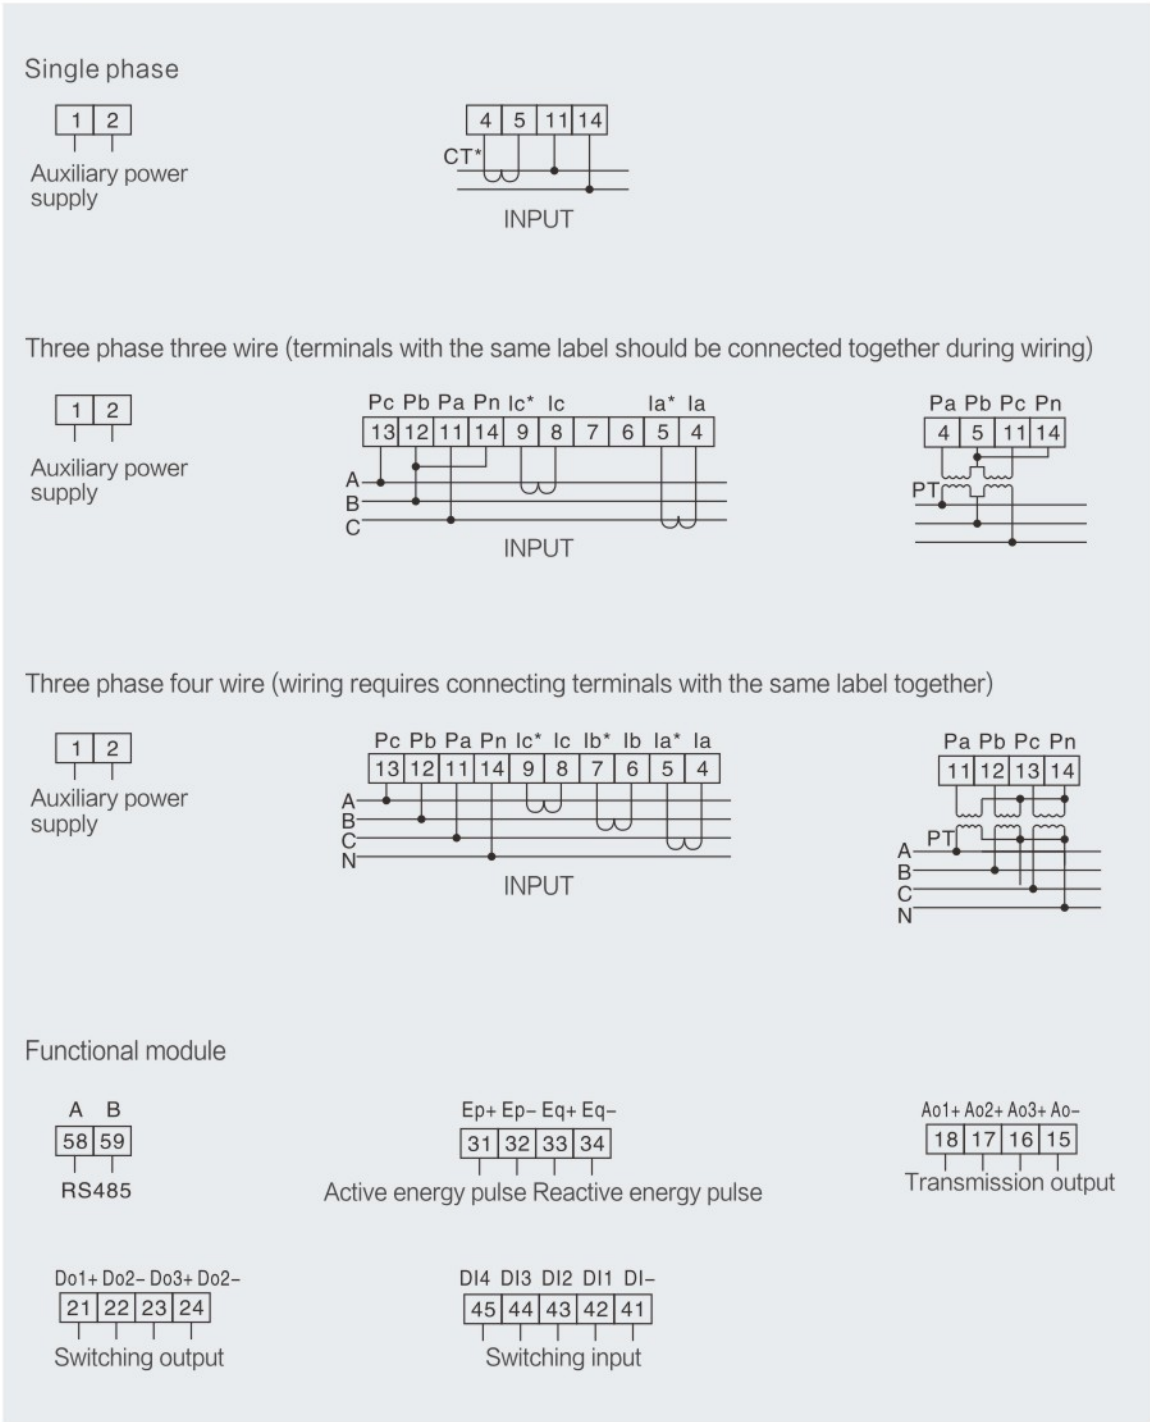 Single phase
1 2
Auxiliary power
supply
4 5 11 14
CT*
INPUT
Three phase three wire (terminals with the same label should be connected together during wiring)
1 2
Auxiliary power
supply
Pc Pb Pa Pn Ic* Ic Ia* Ia
13 12 11 14 9 8 7 6 5 4
A
B
C
INPUT
Pa Pb Pc Pn
4 5 11 14
PT
Three phase four wire (wiring requires connecting terminals with the same label together)
1 2
Auxiliary power
supply
Pc Pb Pa Pn Ic* Ic Ib* Ib Ia* Ia
13 12 11 14 9 8 7 6 5 4
A
B
C
N
INPUT
Pa Pb Pc Pn
11 12 13 14
PT
A
B
C
N
Functional module
A B
58 59
RS485
Ep+ Ep- Eq+ Eq-
31 32 33 34
Active energy pulse Reactive energy pulse
Ao1+ Ao2+ Ao3+ Ao-
18 17 16 15
Transmission output
Do1+ Do2- Do3+ Do2-
21 22 23 24
Switching output
DI4 DI3 DI2 DI1 DI-
45 44 43 42 41
Switching input